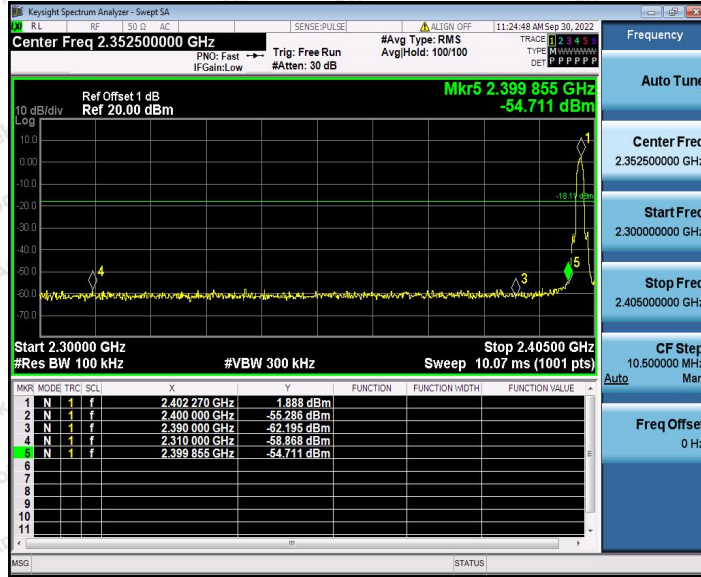 Keysight Spectrum Analyzer - Swept SA
LXI RL RF 50 Ω AC SENSE:PULSE ALIGN OFF 11:24:48 AM Sep 30, 2022
Center Freq 2.352500000 GHz
PNO: Fast
IFGain:Low
Trig: Free Run
#Atten: 30 dB
#Avg Type: RMS
Avg|Hold: 100/100
TRACE 1 2 3 4 5 6
TYPE M W W W W W
DET P P P P P P
Frequency
Mkr5 2.399 855 GHz
-54.711 dBm
Ref Offset 1 dB
10 dB/div Ref 20.00 dBm
Log
10.0
0.00
-10.0
-20.0
-30.0
-40.0
-50.0
-60.0
-70.0
1
4
3
5
Start 2.30000 GHz Stop 2.40500 GHz
#Res BW 100 kHz #VBW 300 kHz Sweep 10.07 ms (1001 pts)
MKR MODE TRC SCL X Y FUNCTION FUNCTION WIDTH FUNCTION VALUE
1 N 1 f 2.402 270 GHz 1.888 dBm
2 N 1 f 2.400 000 GHz -55.286 dBm
3 N 1 f 2.390 000 GHz -62.195 dBm
4 N 1 f 2.310 000 GHz -58.868 dBm
5 N 1 f 2.399 855 GHz -54.711 dBm
6
7
8
9
10
11
MSG STATUS
Auto Tune
Center Freq
2.352500000 GHz
Start Freq
2.300000000 GHz
Stop Freq
2.405000000 GHz
CF Step
10.500000 MHz
Auto Man
Freq Offset
0 Hz